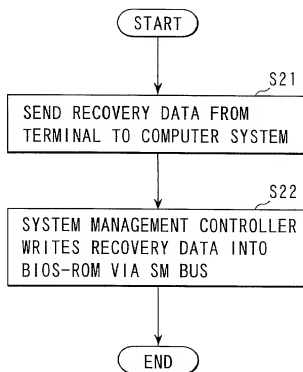 START
S21
SEND RECOVERY DATA FROM
TERMINAL TO COMPUTER SYSTEM
S22
SYSTEM MANAGEMENT CONTROLLER
WRITES RECOVERY DATA INTO
BIOS-ROM VIA SM BUS
END